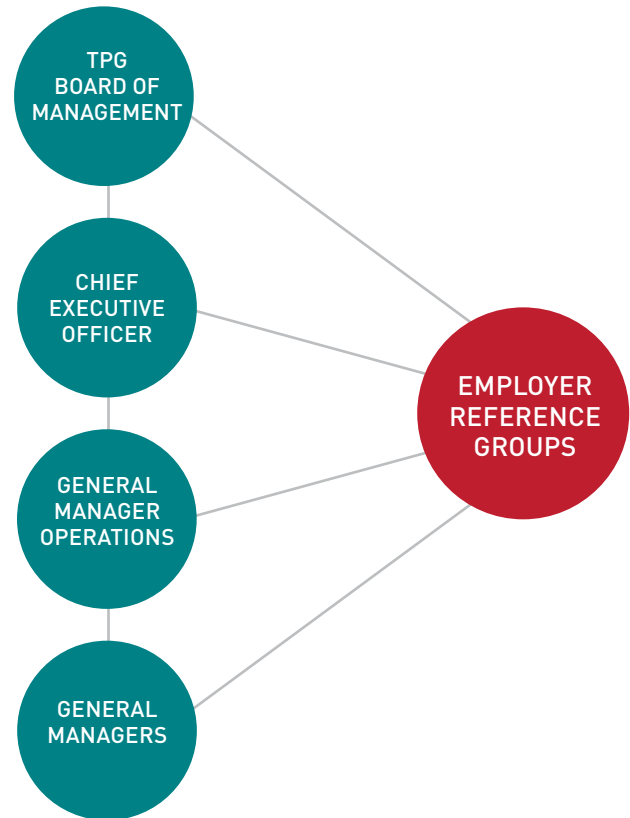 TPG
BOARD OF
MANAGEMENT
CHIEF
EXECUTIVE
OFFICER
EMPLOYER
REFERENCE
GROUPS
GENERAL
MANAGER
OPERATIONS
GENERAL
MANAGERS